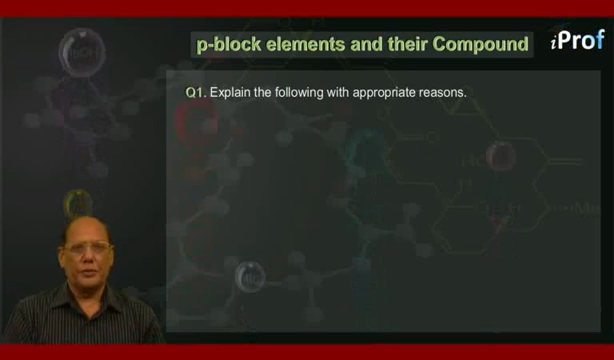 p-block elements and their Compound
iProf
Q1. Explain the following with appropriate reasons.